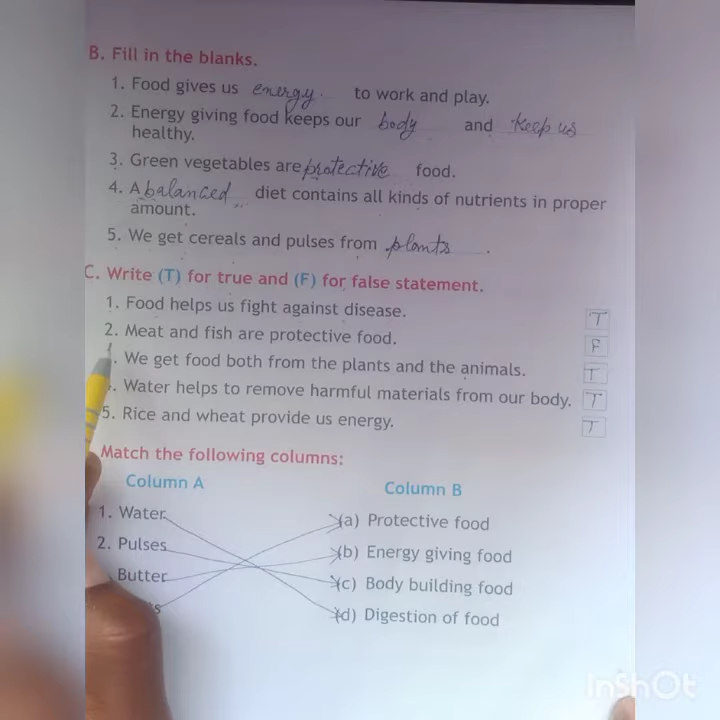 B. Fill in the blanks.
1. Food gives us energy. to work and play.
2. Energy giving food keeps our body and keep us
healthy.
3. Green vegetables are protective food.
4. A balanced diet contains all kinds of nutrients in proper
amount.
5. We get cereals and pulses from plants.
C. Write (T) for true and (F) for false statement.
1. Food helps us fight against disease. T
2. Meat and fish are protective food. F
. We get food both from the plants and the animals. T
. Water helps to remove harmful materials from our body. T
5. Rice and wheat provide us energy. T
Match the following columns:
Column A Column B
1. Water (a) Protective food
2. Pulses (b) Energy giving food
Butter (c) Body building food
s (d) Digestion of food
InShOt